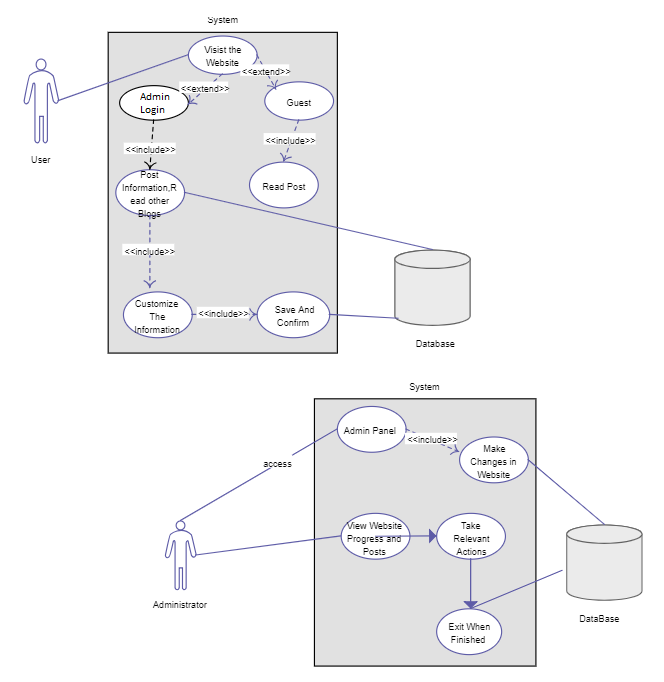 System
Visist the
Website
<<extend>>
<<extend>>
Admin
Login
Guest
User
<<include>>
<<include>>
Post
Information,R
ead other
Blogs
Read Post
<<include>>
Customize
The
Information
<<include>>
Save And
Confirm
Database
System
Admin Panel
<<include>>
Make
Changes in
Website
access
View Website
Progress and
Posts
Take
Relevant
Actions
Administrator
DataBase
Exit When
Finished